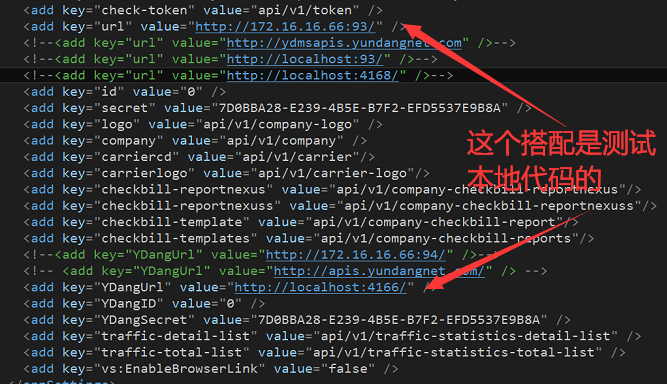 <add key="check-token" value="api/v1/token" />
<add key="url" value="http://172.16.16.66:93/" />
<!--<add key="url" value="http://ydmsapis.yundangnet.com" />-->
<!--<add key="url" value="http://localhost:93/" />-->
<!--<add key="url" value="http://localhost:4168/" />-->
<add key="id" value="0" />
<add key="secret" value="7D0BBA28-E239-4B5E-B7F2-EFD5537E9B8A" />
<add key="logo" value="api/v1/company-logo" />
<add key="company" value="api/v1/company" />
<add key="carriercd" value="api/v1/carrier"/>
<add key="carrierlogo" value="api/v1/carrier-logo"/>
<add key="checkbill-reportnexus" value="api/v1/company-checkbill-reportnexus"/>
<add key="checkbill-reportnexuss" value="api/v1/company-checkbill-reportnexuss"/>
<add key="checkbill-template" value="api/v1/company-checkbill-report"/>
<add key="checkbill-templates" value="api/v1/company-checkbill-reports"/>
<!--<add key="YDangUrl" value="http://172.16.16.66:94/" />-->
<!-- <add key="YDangUrl" value="http://apis.yundangnet.com/" /> -->
<add key="YDangUrl" value="http://localhost:4166/" />
<add key="YDangID" value="0" />
<add key="YDangSecret" value="7D0BBA28-E239-4B5E-B7F2-EFD5537E9B8A" />
<add key="traffic-detail-list" value="api/v1/traffic-statistics-detail-list" />
<add key="traffic-total-list" value="api/v1/traffic-statistics-total-list" />
<add key="vs:EnableBrowserLink" value="false" />
这个搭配是测试
本地代码的